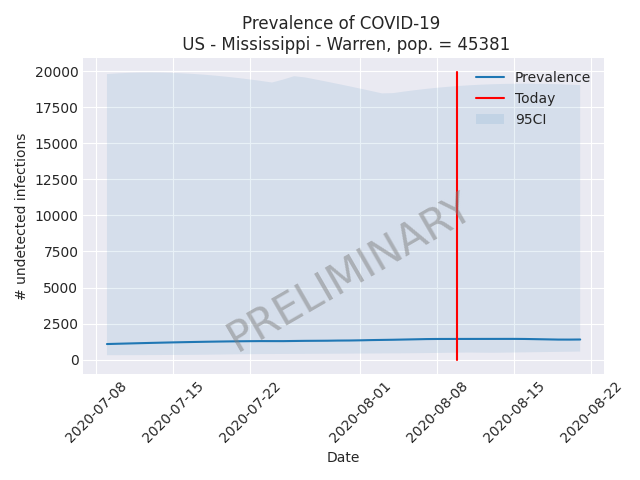 Prevalence of COVID-19
US - Mississippi - Warren, pop. = 45381
20000
17500
15000
12500
10000
7500
5000
2500
0
# undetected infections
Prevalence
Today
95CI
PRELIMINARY
2020-07-08
2020-07-15
2020-07-22
2020-08-01
2020-08-08
2020-08-15
2020-08-22
Date